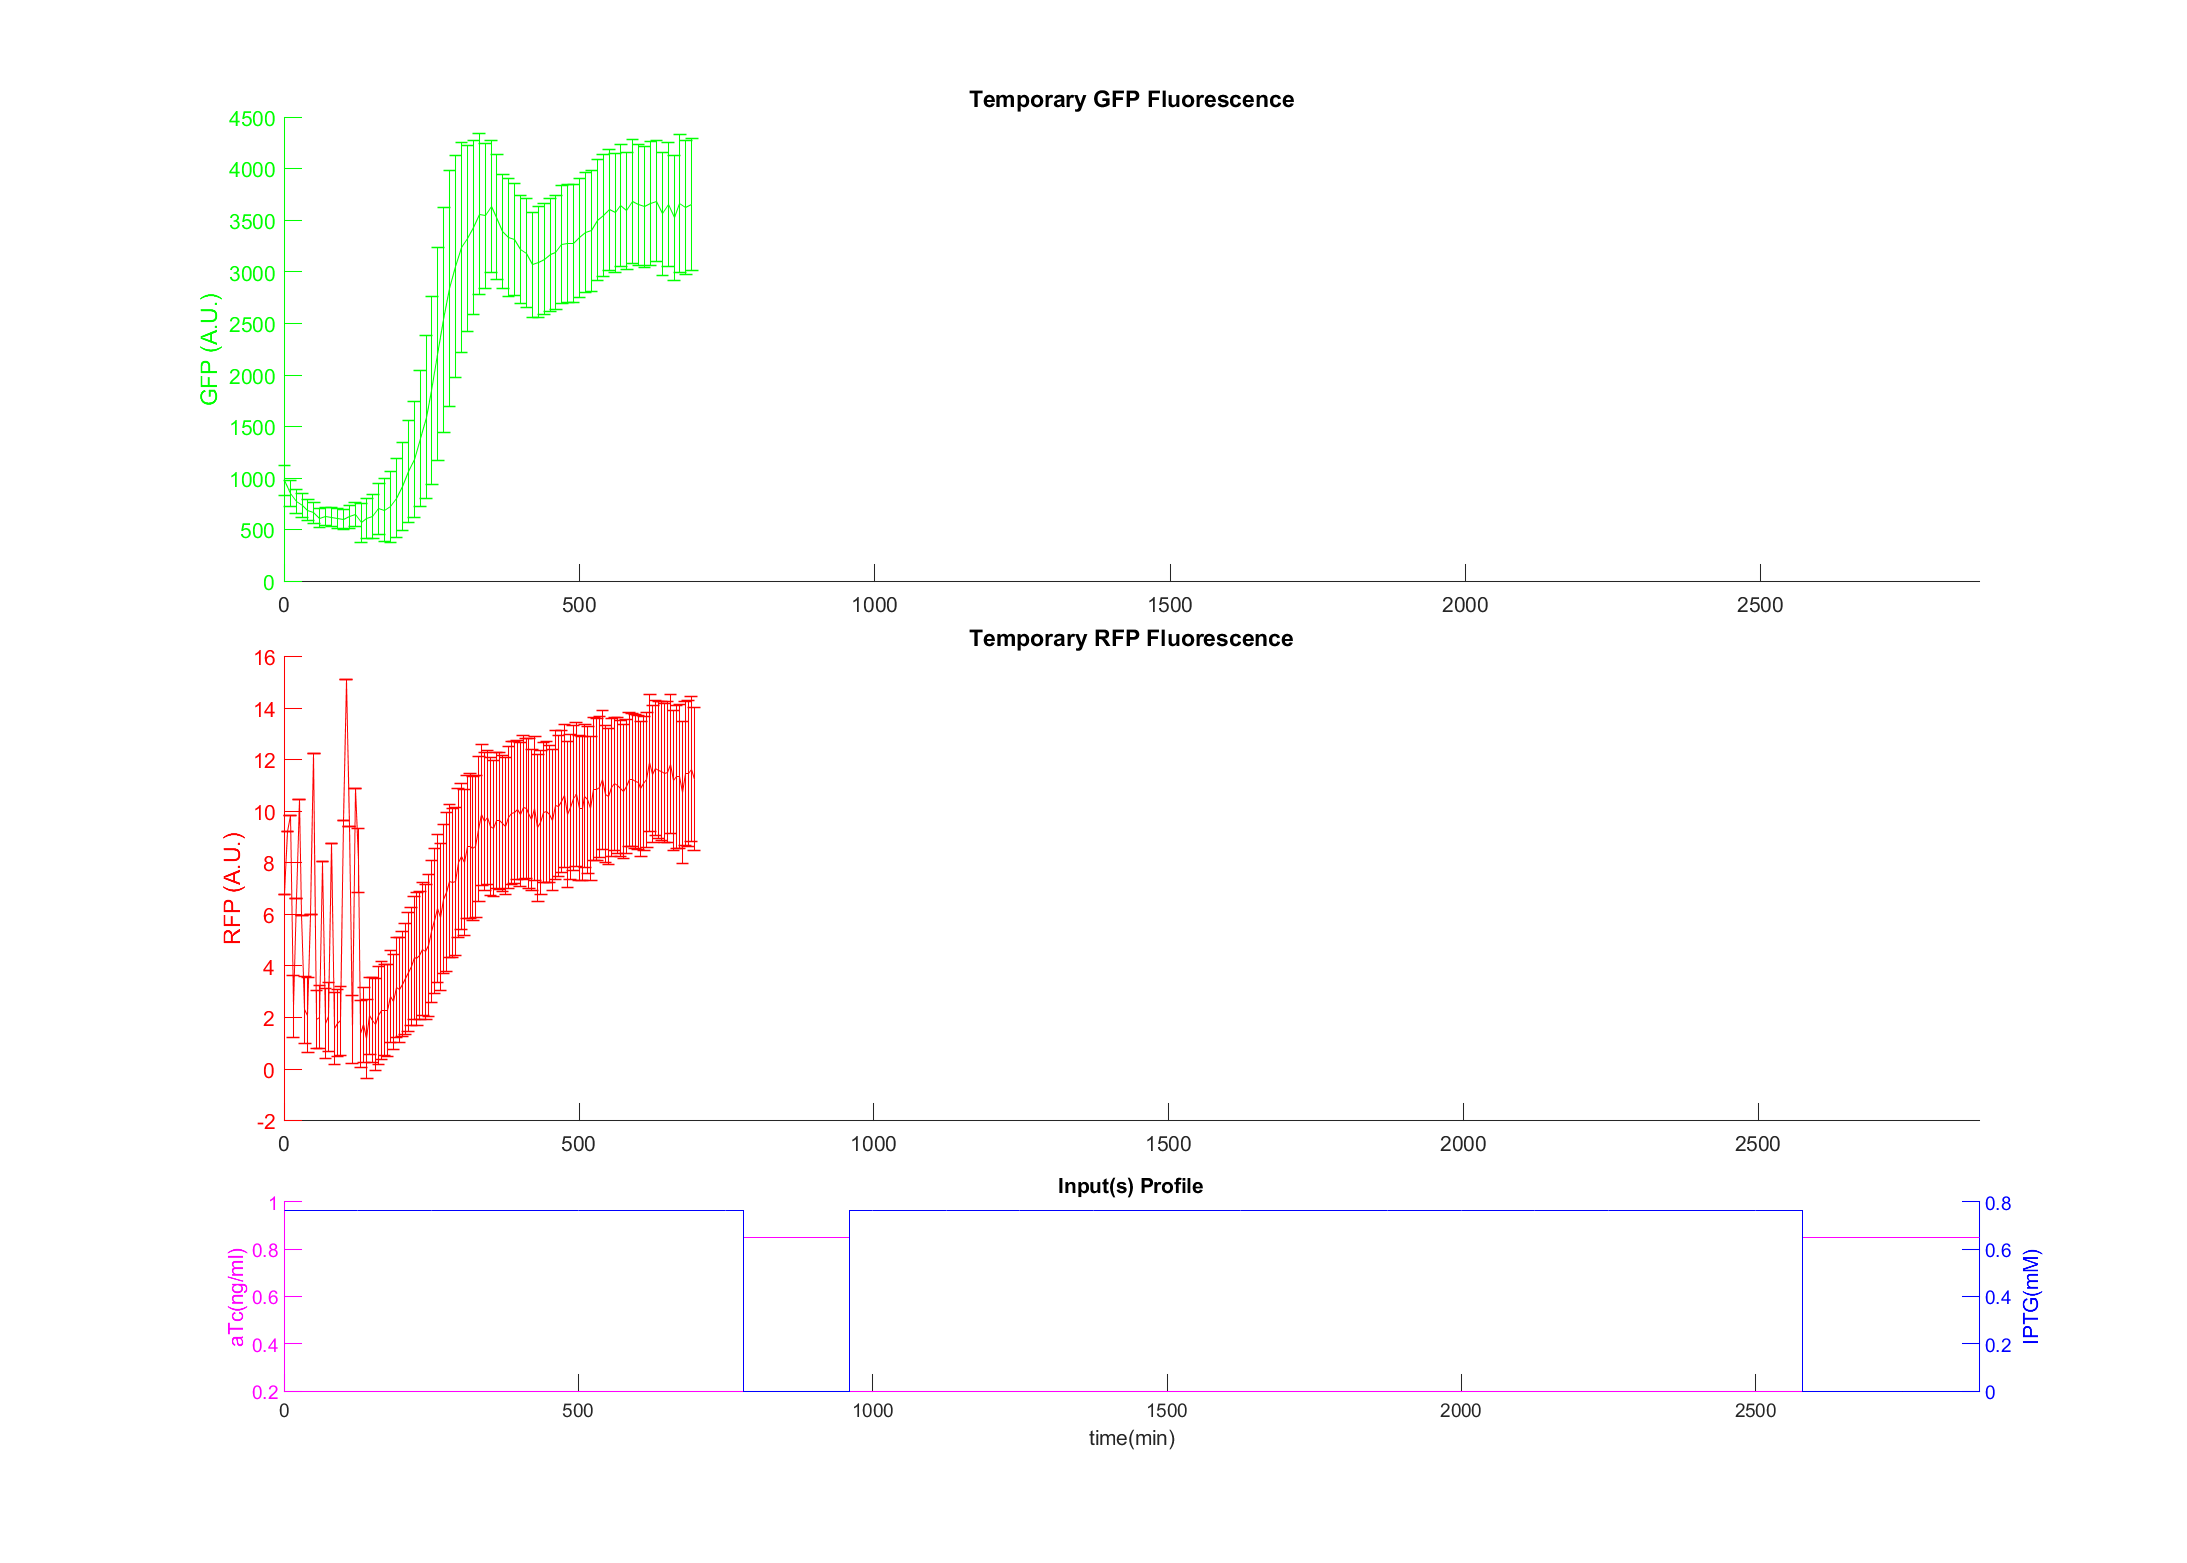 Temporary GFP Fluorescence
4500
4000
3500
3000
2500
2000
1500
1000
500
0
GFP (A.U.)
0 500 1000 1500 2000 2500
Temporary RFP Fluorescence
16
14
12
10
8
6
4
2
0
-2
RFP (A.U.)
0 500 1000 1500 2000 2500
Input(s) Profile
1
0.8
0.6
0.4
0.2
aTc(ng/ml)
0.8
0.6
0.4
0.2
0
IPTG(mM)
0 500 1000 1500 2000 2500
time(min)